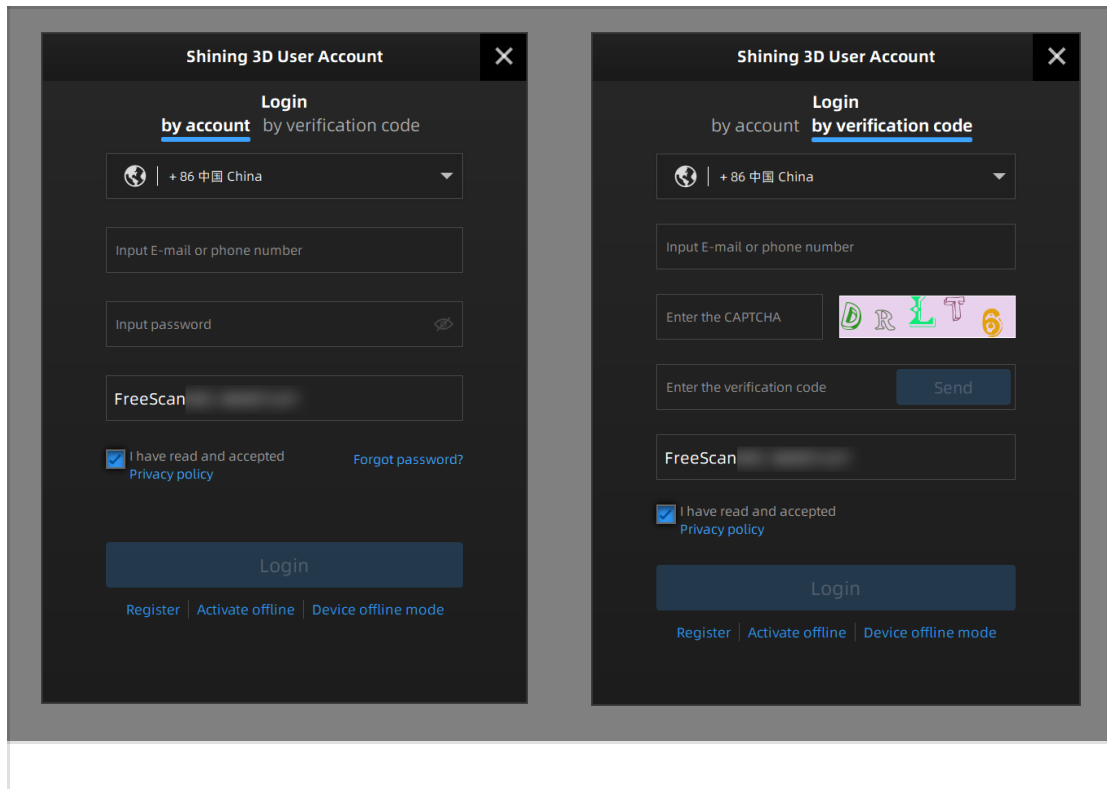 Shining 3D User Account
Login
by account by verification code
+ 86 中国 China
Input E-mail or phone number
Input password
FreeScan
I have read and accepted
Privacy policy
Forgot password?
Login
Register | Activate offline | Device offline mode
Shining 3D User Account
Login
by account by verification code
+ 86 中国 China
Input E-mail or phone number
Enter the CAPTCHA
DRLT6
Enter the verification code
Send
FreeScan
I have read and accepted
Privacy policy
Login
Register | Activate offline | Device offline mode